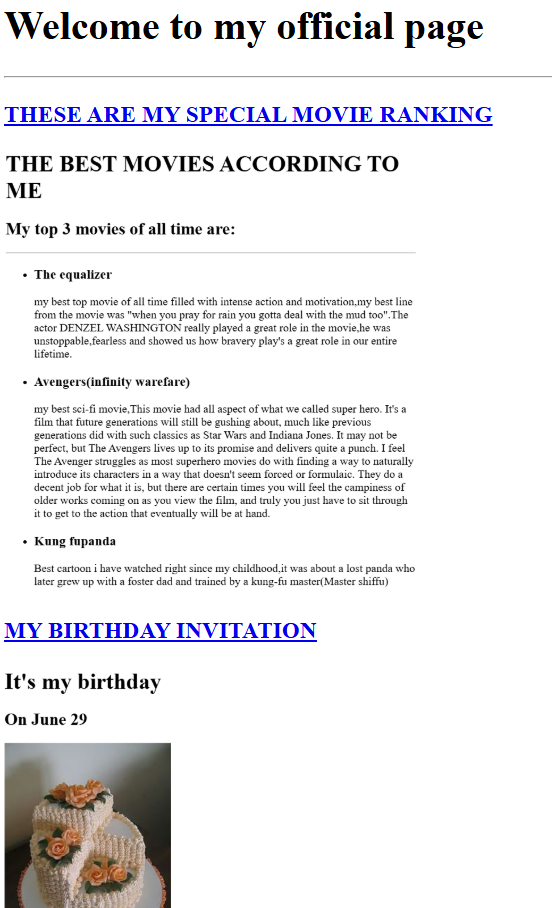 Welcome to my official page
THESE ARE MY SPECIAL MOVIE RANKING
THE BEST MOVIES ACCORDING TO
ME
My top 3 movies of all time are:
• The equalizer
my best top movie of all time filled with intense action and motivation,my best line
from the movie was "when you pray for rain you gotta deal with the mud too".The
actor DENZEL WASHINGTON really played a great role in the movie,he was
unstoppable,fearless and showed us how bravery play's a great role in our entire
lifetime.
• Avengers(infinity warefare)
my best sci-fi movie,This movie had all aspect of what we called super hero. It's a
film that future generations will still be gushing about, much like previous
generations did with such classics as Star Wars and Indiana Jones. It may not be
perfect, but The Avengers lives up to its promise and delivers quite a punch. I feel
The Avenger struggles as most superhero movies do with finding a way to naturally
introduce its characters in a way that doesn't seem forced or formulaic. They do a
decent job for what it is, but there are certain times you will feel the campiness of
older works coming on as you view the film, and truly you just have to sit through
it to get to the action that eventually will be at hand.
• Kung fupanda
Best cartoon i have watched right since my childhood,it was about a lost panda who
later grew up with a foster dad and trained by a kung-fu master(Master shiffu)
MY BIRTHDAY INVITATION
It's my birthday
On June 29